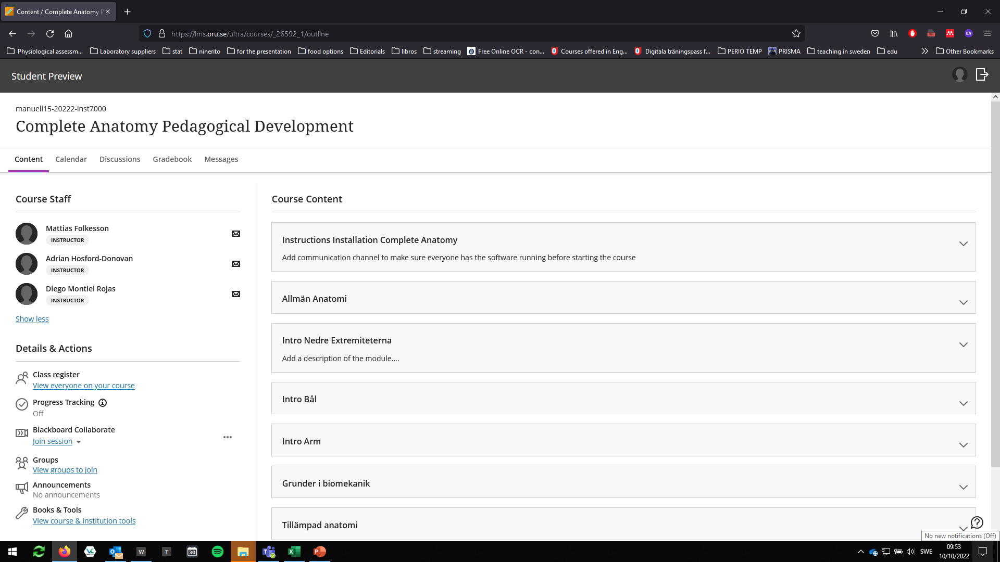 Content / Complete Anatomy P
https://lms.oru.se/ultra/courses/_26592_1/outline
EN
Physiological assessm... Laboratory suppliers stat ninerito for the presentation food options Editorials libros streaming Free Online OCR - con... Courses offered in Eng... Digitala träningspass f... PERIO TEMP PRISMA teaching in sweden edu Other Bookmarks
Student Preview
manuell15-20222-inst7000
Complete Anatomy Pedagogical Development
Content Calendar Discussions Gradebook Messages
Course Staff
Mattias Folkesson
INSTRUCTOR
Adrian Hosford-Donovan
INSTRUCTOR
Diego Montiel Rojas
INSTRUCTOR
Show less
Details & Actions
Class register
View everyone on your course
Progress Tracking
Off
Blackboard Collaborate
Join session
Groups
View groups to join
Announcements
No announcements
Books & Tools
View course & institution tools
Course Content
Instructions Installation Complete Anatomy
Add communication channel to make sure everyone has the software running before starting the course
Allmän Anatomi
Intro Nedre Extremiteterna
Add a description of the module....
Intro Bål
Intro Arm
Grunder i biomekanik
Tillämpad anatomi
No new notifications (Off)
W T 30
SWE
09:53
10/10/2022